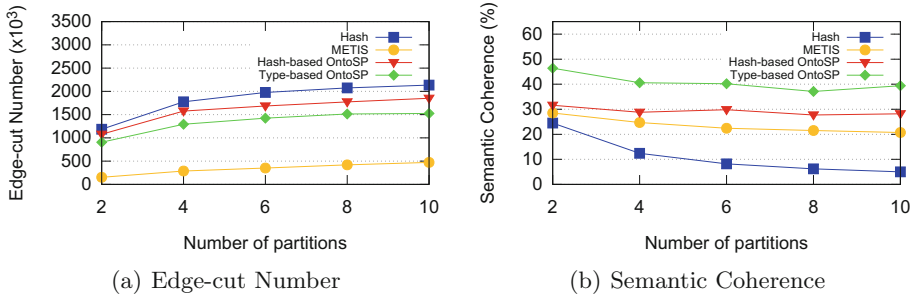 Edge-cut Number (x10³)
3500
3000
2500
2000
1500
1000
500
0
Hash
METIS
Hash-based OntoSP
Type-based OntoSP
2 4 6 8 10
Number of partitions
(a) Edge-cut Number
Semantic Coherence (%)
70
60
50
40
30
20
10
0
Hash
METIS
Hash-based OntoSP
Type-based OntoSP
2 4 6 8 10
Number of partitions
(b) Semantic Coherence